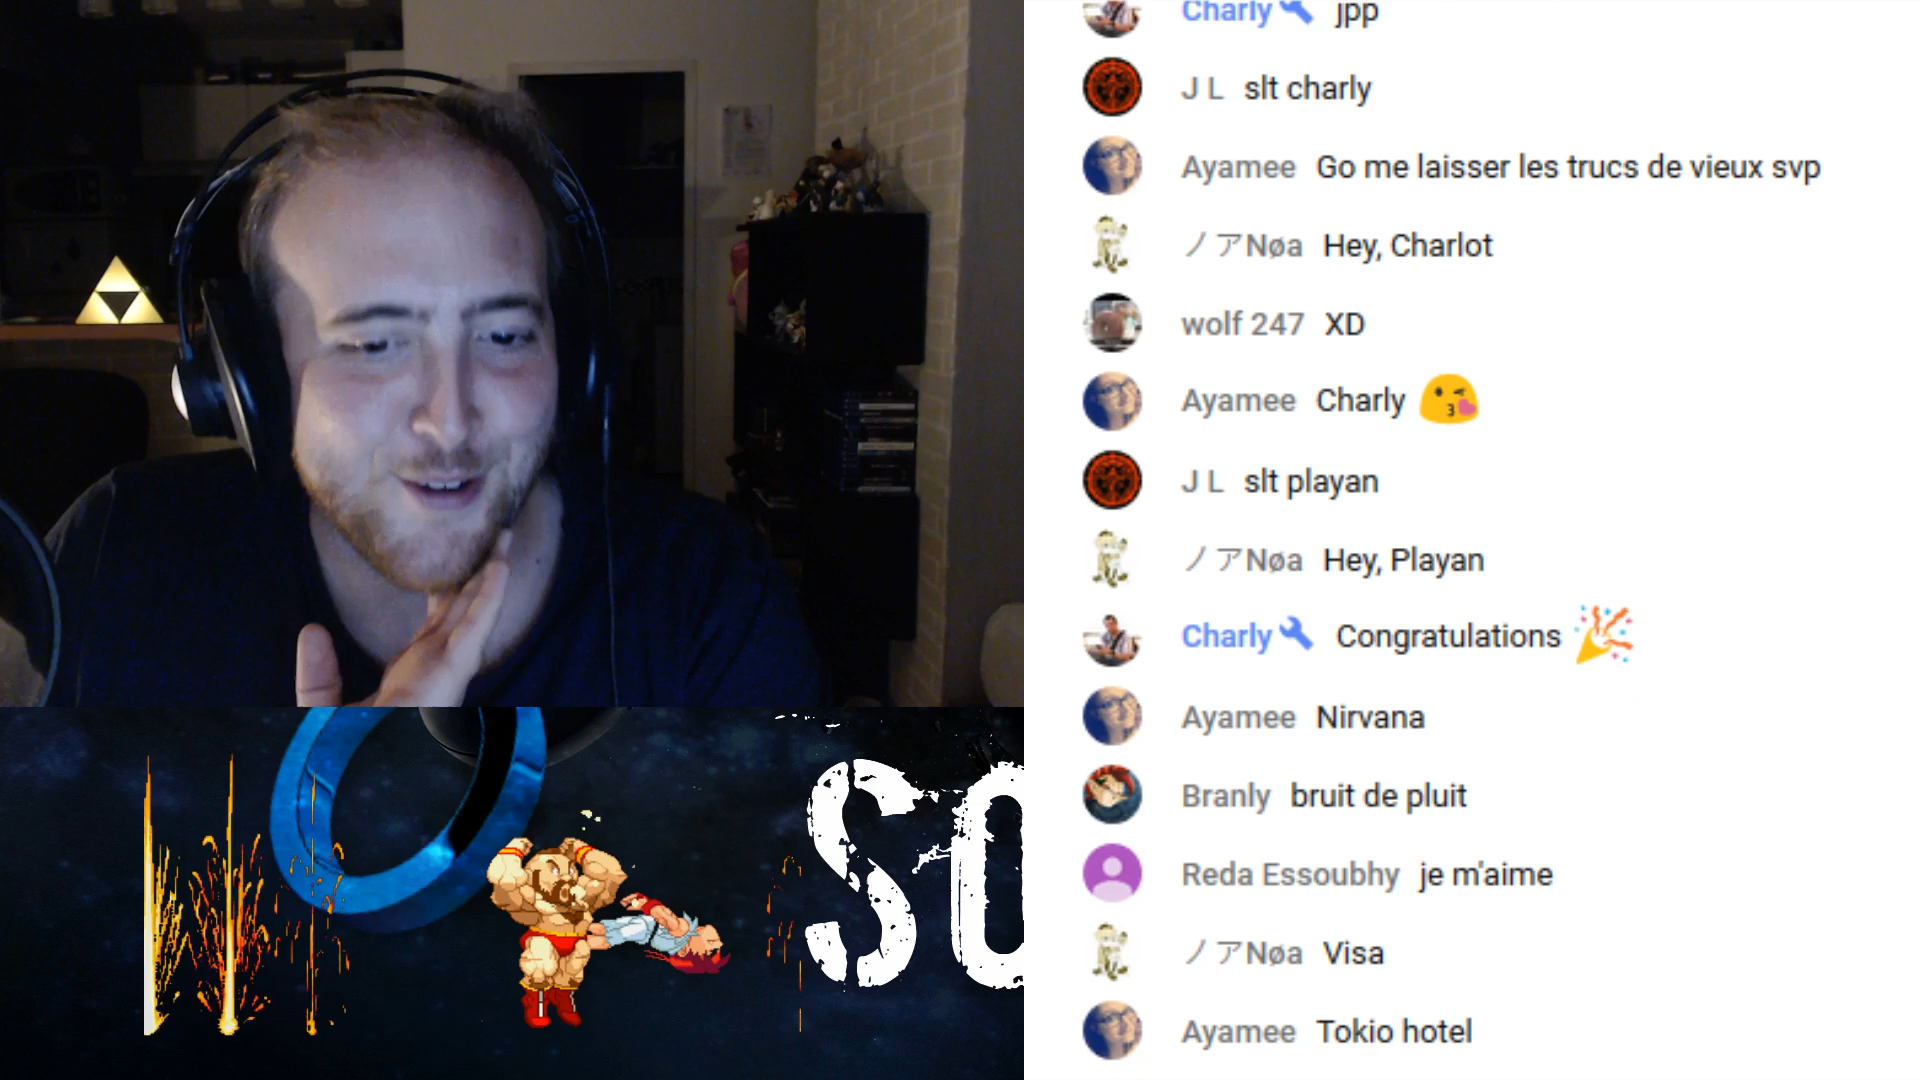 Charly jpp
J L slt charly
Ayamee Go me laisser les trucs de vieux svp
ノアNøa Hey, Charlot
wolf 247 XD
Ayamee Charly 😘
J L slt playan
ノアNøa Hey, Playan
Charly Congratulations 🎉
Ayamee Nirvana
Branly bruit de pluit
Reda Essoubhy je m'aime
ノアNøa Visa
Ayamee Tokio hotel
SO